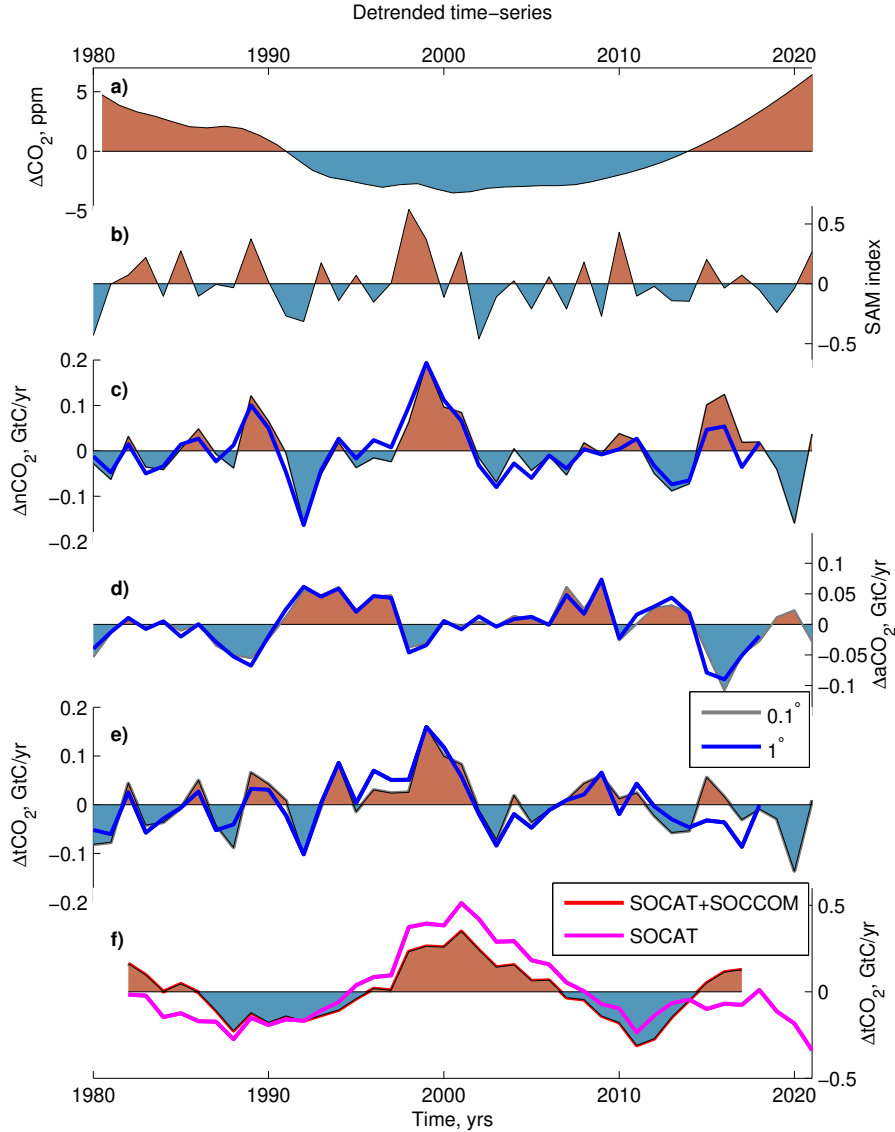 Detrended time−series
1980 1990 2000 2010 2020
a)
5
0
−5
ΔCO2, ppm
b)
0.5
0
−0.5
SAM index
c)
0.2
0.1
0
−0.1
−0.2
ΔnCO2, GtC/yr
d)
0.1
0.05
0
−0.05
−0.1
ΔaCO2, GtC/yr
0.1°
1°
e)
0.2
0.1
0
−0.1
−0.2
ΔtCO2, GtC/yr
SOCAT+SOCCOM
SOCAT
f)
0.5
0
−0.5
ΔtCO2, GtC/yr
1980 1990 2000 2010 2020
Time, yrs